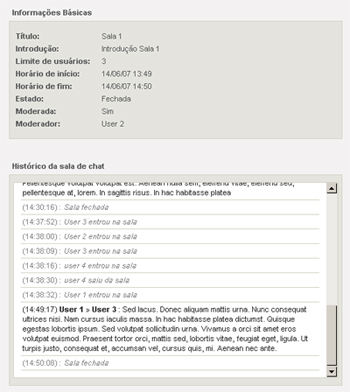 Informações Básicas
Título: Sala 1
Introdução: Introdução Sala 1
Limite de usuários: 3
Horário de início: 14/06/07 13:49
Horário de fim: 14/06/07 14:50
Estado: Fechada
Moderada: Sim
Moderador: User 2
Histórico da sala de chat
Pellentesque volutpat volutpat est. Aenean nulla sem, eleifend vitae, eleifend sed,
pellentesque at, lorem. In sagittis risus. In hac habitasse platea
(14:30:16) : Sala fechada
(14:37:52) : User 3 entrou na sala
(14:38:00) : User 2 entrou na sala
(14:38:09) : User 3 entrou na sala
(14:38:16) : user 4 entrou na sala
(14:38:30) : user 4 saiu da sala
(14:38:32) : User 1 entrou na sala
(14:49:17) User 1 » User 3 : Sed lacus. Donec aliquam mattis urna. Nunc consequat
ultrices nisi. Nam cursus iaculis massa. In hac habitasse platea dictumst. Quisque
egestas lobortis ipsum. Sed volutpat sollicitudin urna. Vivamus a orci sit amet eros
volutpat euismod. Praesent tortor orci, mattis sed, lobortis vitae, feugiat eget, ligula. Ut
turpis justo, consequat et, accumsan vel, cursus quis, mi. Aenean nec ante.
(14:50:08) : Sala fechada